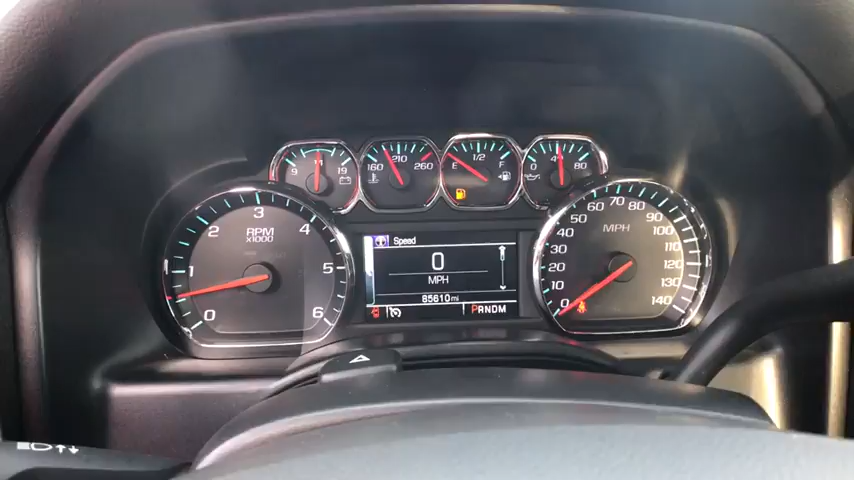 9 14 19
160 210 260
E 1/2 F
0 4 80
0 1 2 3 4 5 6
RPM
x1000
Speed
0
MPH
85610 mi
PRNDM
MPH
0 10 20 30 40 50 60 70 80 90 100 110 120 130 140